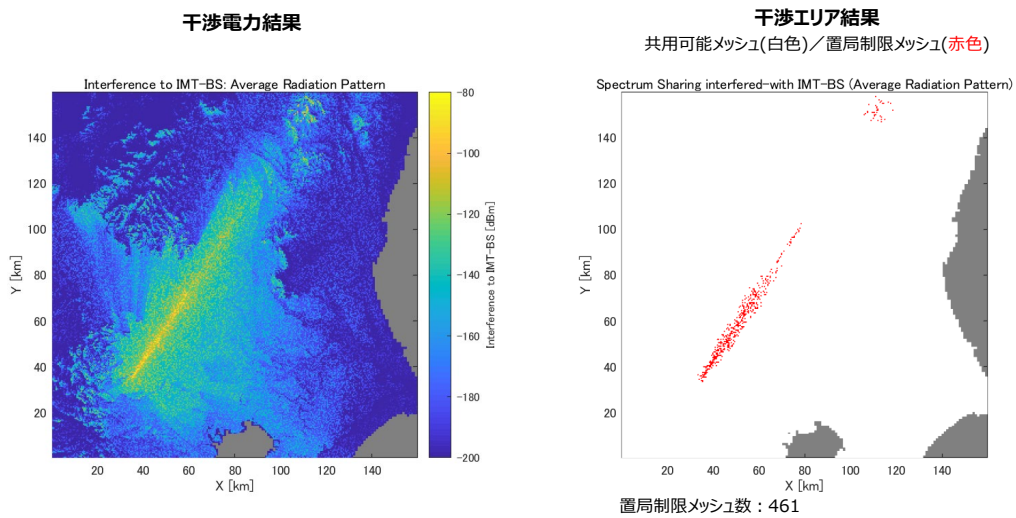 干渉電力結果
Interference to IMT-BS: Average Radiation Pattern
140
120
100
80
60
40
20
Y [km]
20 40 60 80 100 120 140
X [km]
-80
-100
-120
-140
-160
-180
-200
Interference to IMT-BS [dBm]
干渉エリア結果
共用可能メッシュ(白色)／置局制限メッシュ(赤色)
Spectrum Sharing interfered-with IMT-BS (Average Radiation Pattern)
140
120
100
80
60
40
20
Y [km]
20 40 60 80 100 120 140
X [km]
置局制限メッシュ数：461